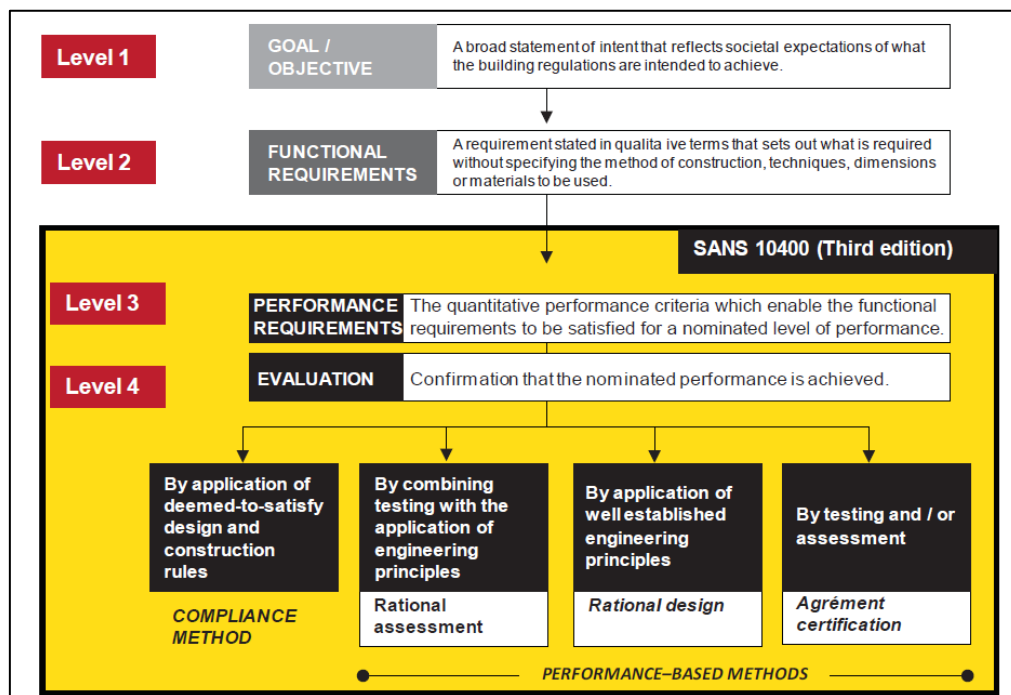 Level 1
GOAL /
OBJECTIVE
A broad statement of intent that reflects societal expectations of what
the building regulations are intended to achieve.
Level 2
FUNCTIONAL
REQUIREMENTS
A requirement stated in qualita ive terms that sets out what is required
without specifying the method of construction, techniques, dimensions
or materials to be used.
SANS 10400 (Third edition)
Level 3
PERFORMANCE
REQUIREMENTS
The quantitative performance criteria which enable the functional
requirements to be satisfied for a nominated level of performance.
Level 4
EVALUATION
Confirmation that the nominated performance is achieved.
By application of
deemed-to-satisfy
design and
construction
rules
COMPLIANCE
METHOD
By combining
testing with the
application of
engineering
principles
Rational
assessment
By application of
well established
engineering
principles
Rational design
By testing and / or
assessment
Agrément
certification
PERFORMANCE–BASED METHODS